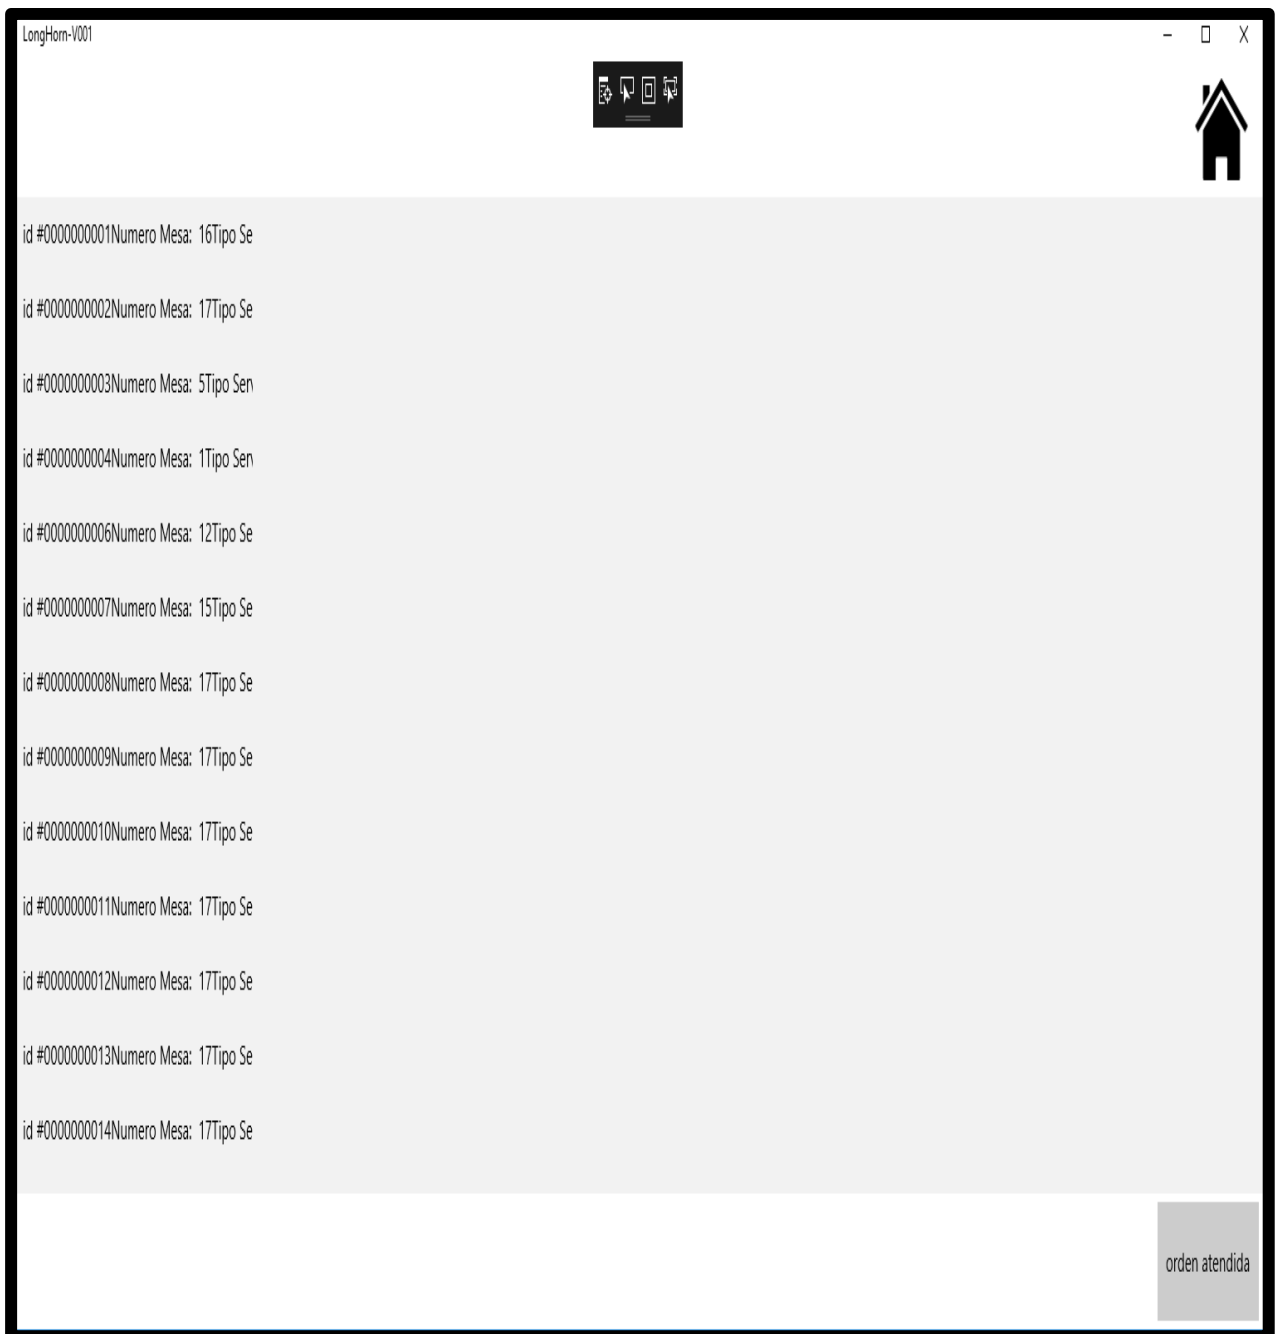 LongHorn-V001
id #0000000001Numero Mesa: 16Tipo Se
id #0000000002Numero Mesa: 17Tipo Se
id #0000000003Numero Mesa: 5Tipo Serv
id #0000000004Numero Mesa: 1Tipo Serv
id #0000000006Numero Mesa: 12Tipo Se
id #0000000007Numero Mesa: 15Tipo Se
id #0000000008Numero Mesa: 17Tipo Se
id #0000000009Numero Mesa: 17Tipo Se
id #0000000010Numero Mesa: 17Tipo Se
id #0000000011Numero Mesa: 17Tipo Se
id #0000000012Numero Mesa: 17Tipo Se
id #0000000013Numero Mesa: 17Tipo Se
id #0000000014Numero Mesa: 17Tipo Se
orden atendida